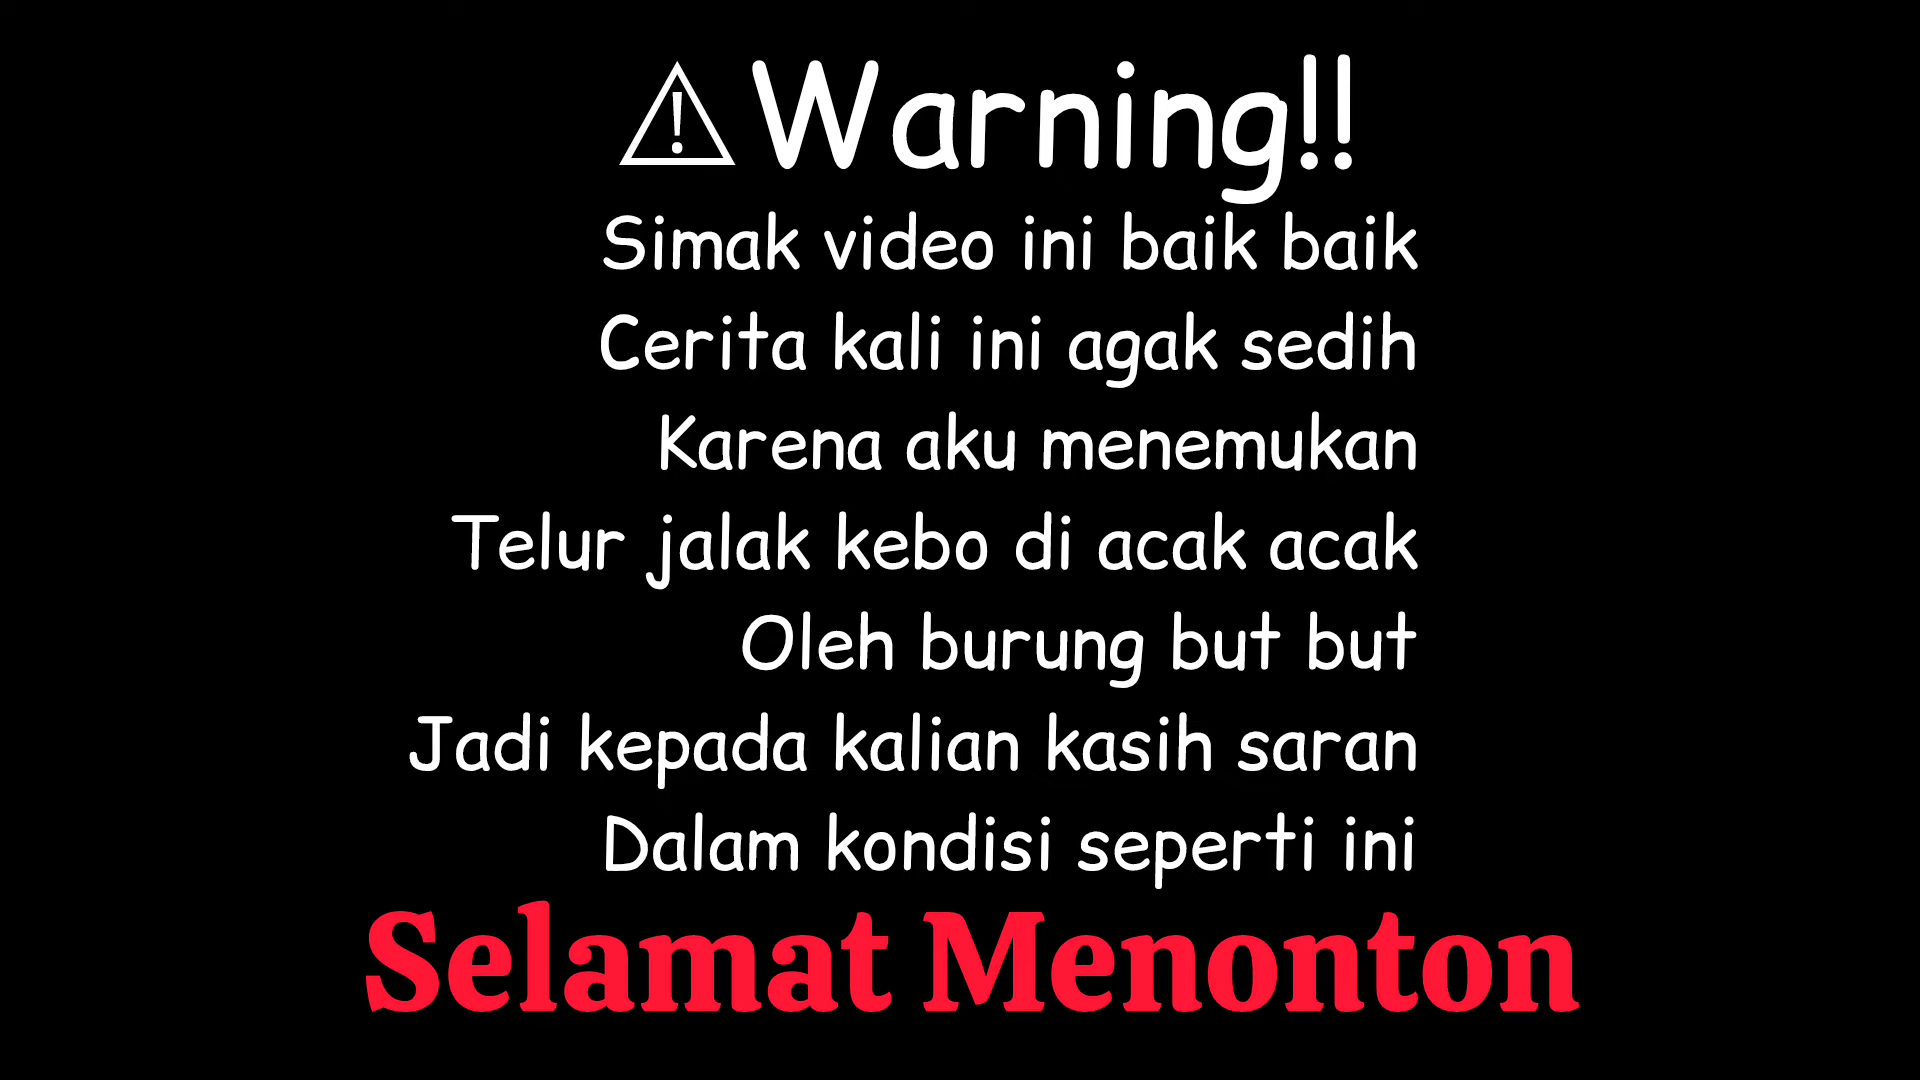 ⚠Warning!!
Simak video ini baik baik
Cerita kali ini agak sedih
Karena aku menemukan
Telur jalak kebo di acak acak
Oleh burung but but
Jadi kepada kalian kasih saran
Dalam kondisi seperti ini
Selamat Menonton